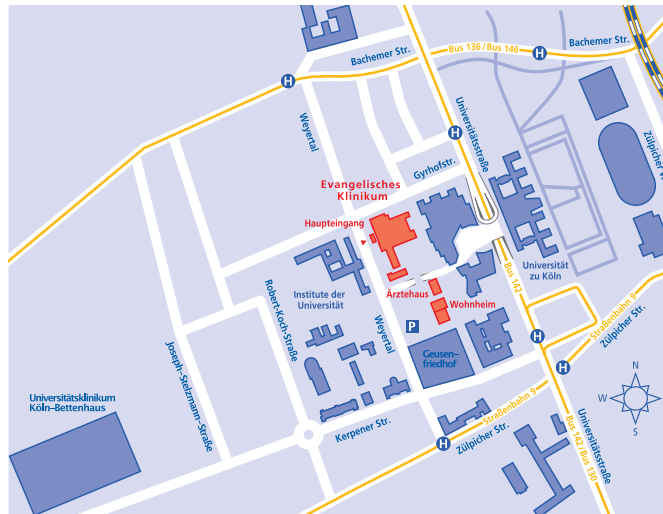 Bachemer Str.
Bus 136 / Bus 146
Bachemer Str.
H
H
H
Weyertal
Universitätsstraße
Zülpicher W
Gyrhofstr.
Evangelisches
Klinikum
Haupteingang
Universität
zu Köln
Bus 142
Institute der
Universität
Ärztehaus
Wohnheim
Robert-Koch-Straße
Weyertal
P
H
H
Straßenbahn 9
Zülpicher Str.
Geusen–
friedhof
Joseph-Stelzmann-Straße
Universitätsklinikum
Köln–Bettenhaus
Kerpener Str.
H
Straßenbahn 9
Zülpicher Str.
Universitätsstraße
Bus 142 / Bus 130
N
W
O
S